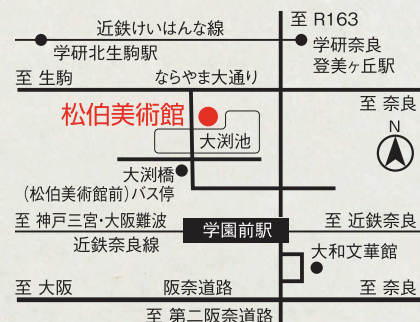 至 R163
近鉄けいはんな線
学研北生駒駅
学研奈良
登美ヶ丘駅
至 生駒
ならやま大通り
至 奈良
松伯美術館
大渕池
N
大渕橋
(松伯美術館前)バス停
至 神戸三宮・大阪難波
学園前駅
至 近鉄奈良
近鉄奈良線
大和文華館
至 大阪
阪奈道路
至 奈良
至 第二阪奈道路